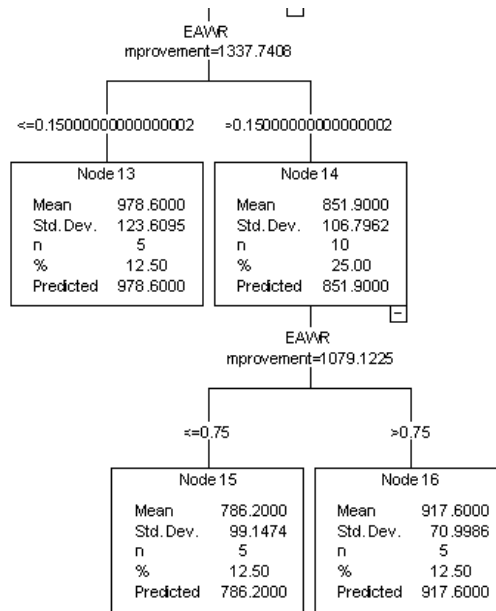 EAWR
mprovement=1337.7408
<=0.15000000000000002 >0.15000000000000002
Node 13
Mean 978.6000
Std.Dev. 123.6095
n 5
% 12.50
Predicted 978.6000
Node 14
Mean 851.9000
Std.Dev. 106.7962
n 10
% 25.00
Predicted 851.9000
EAWR
mprovement=1079.1225
<=0.75 >0.75
Node 15
Mean 786.2000
Std.Dev. 99.1474
n 5
% 12.50
Predicted 786.2000
Node 16
Mean 917.6000
Std.Dev. 70.9986
n 5
% 12.50
Predicted 917.6000